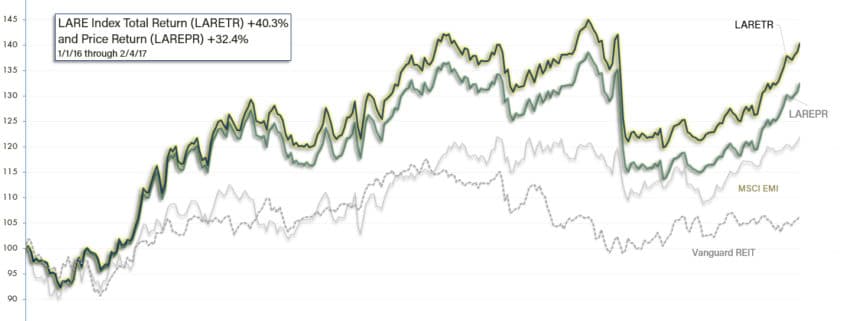 145
140
135
130
125
120
115
110
105
100
95
90
LARE Index Total Return (LARETR) +40.3%
and Price Return (LAREPR) +32.4%
1/1/16 through 2/4/17
LARETR
LAREPR
MSCI EMI
Vanguard REIT